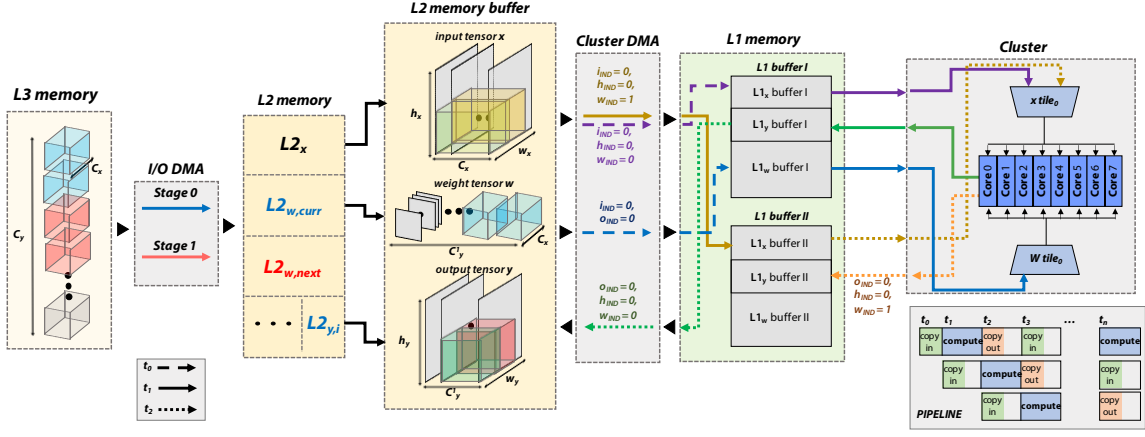 L3 memory
C_x
C_y
I/O DMA
Stage 0
Stage 1
t_0
t_1
t_2
L2 memory
L2_x
L2_w,curr
L2_w,next
L2_y,i
L2 memory buffer
input tensor x
h_x
w_x
C_x
weight tensor w
C_x
C^1_y
output tensor y
h_y
w_y
C^1_y
Cluster DMA
i_IND = 0,
h_IND = 0,
w_IND = 1
i_IND = 0,
h_IND = 0,
w_IND = 0
i_IND = 0,
o_IND = 0
o_IND = 0,
h_IND = 0,
w_IND = 0
L1 memory
L1 buffer I
L1_x buffer I
L1_y buffer I
L1_w buffer I
L1 buffer II
L1_x buffer II
L1_y buffer II
L1_w buffer II
o_IND = 0,
h_IND = 0,
w_IND = 1
Cluster
x tile_0
Core 0
Core 1
Core 2
Core 3
Core 4
Core 5
Core 6
Core 7
W tile_0
t_0 t_1 t_2 t_3 ... t_n
copy in
compute
copy out
copy in
compute
copy in
compute
copy out
copy in
copy in
compute
copy out
PIPELINE